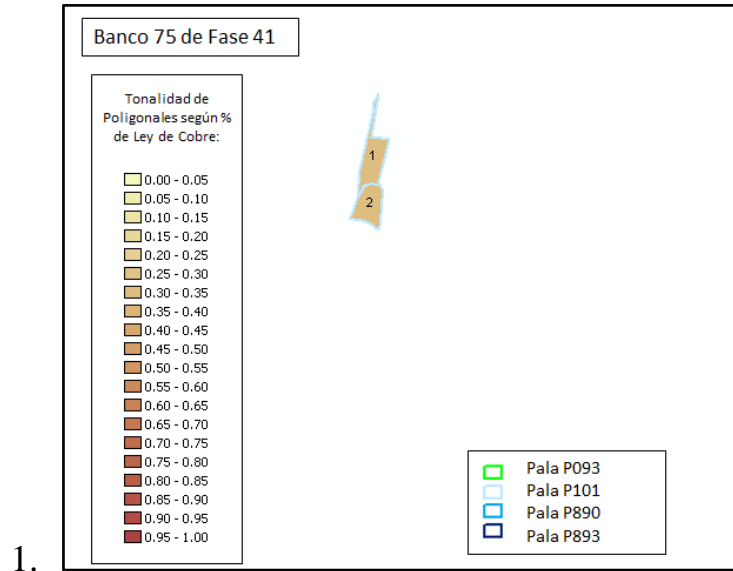 Banco 75 de Fase 41
Tonalidad de
Poligonales según %
de Ley de Cobre:
0.00 - 0.05
0.05 - 0.10
0.10 - 0.15
0.15 - 0.20
0.20 - 0.25
0.25 - 0.30
0.30 - 0.35
0.35 - 0.40
0.40 - 0.45
0.45 - 0.50
0.50 - 0.55
0.55 - 0.60
0.60 - 0.65
0.65 - 0.70
0.70 - 0.75
0.75 - 0.80
0.80 - 0.85
0.85 - 0.90
0.90 - 0.95
0.95 - 1.00
1
2
Pala P093
Pala P101
Pala P890
Pala P893
1.